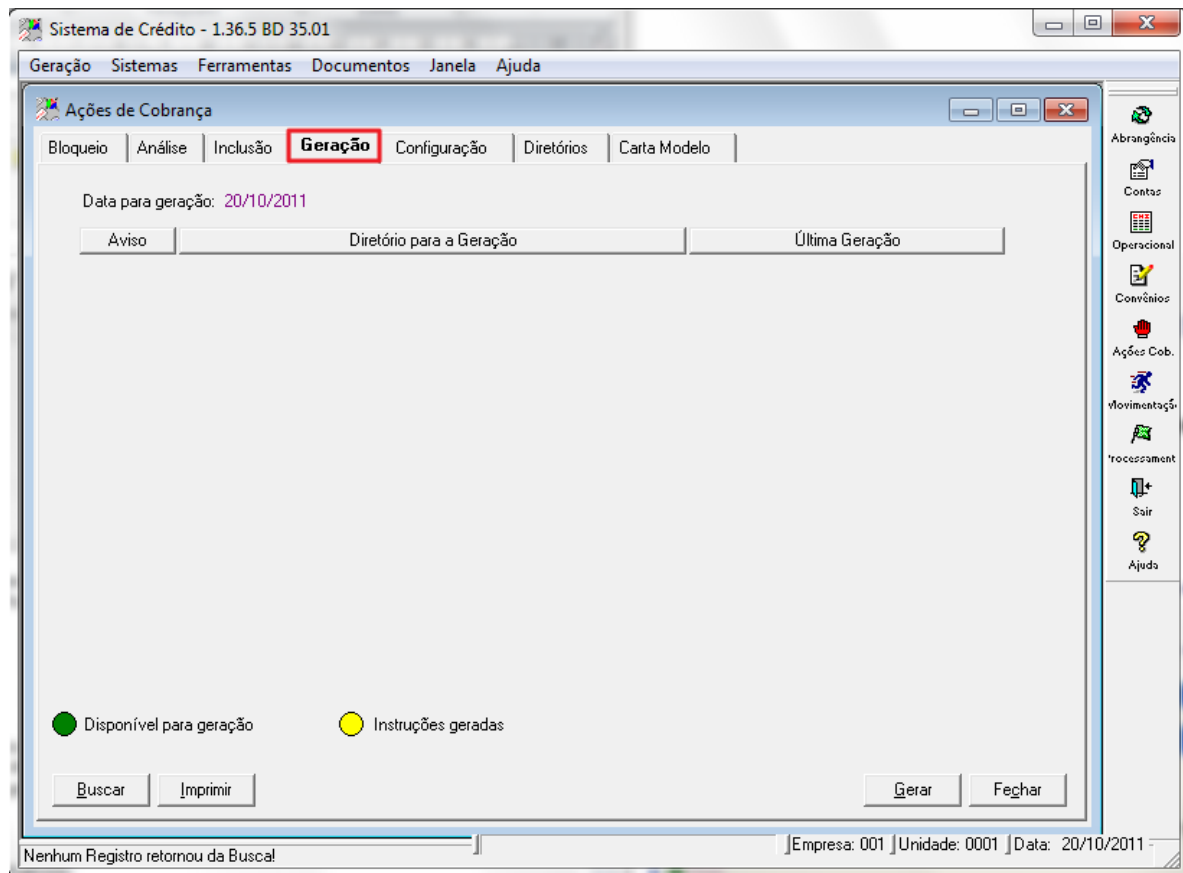 Sistema de Crédito - 1.36.5 BD 35.01
Geração Sistemas Ferramentas Documentos Janela Ajuda
Ações de Cobrança
Bloqueio Análise Inclusão Geração Configuração Diretórios Carta Modelo
Data para geração: 20/10/2011
Aviso Diretório para a Geração Última Geração
Disponível para geração Instruções geradas
Buscar Imprimir Gerar Fechar
Abrangência
Contas
Operacional
Convênios
Ações Cob.
Movimentaçã
rocessament
Sair
Ajuda
Nenhum Registro retornou da Busca! Empresa: 001 Unidade: 0001 Data: 20/10/2011 -